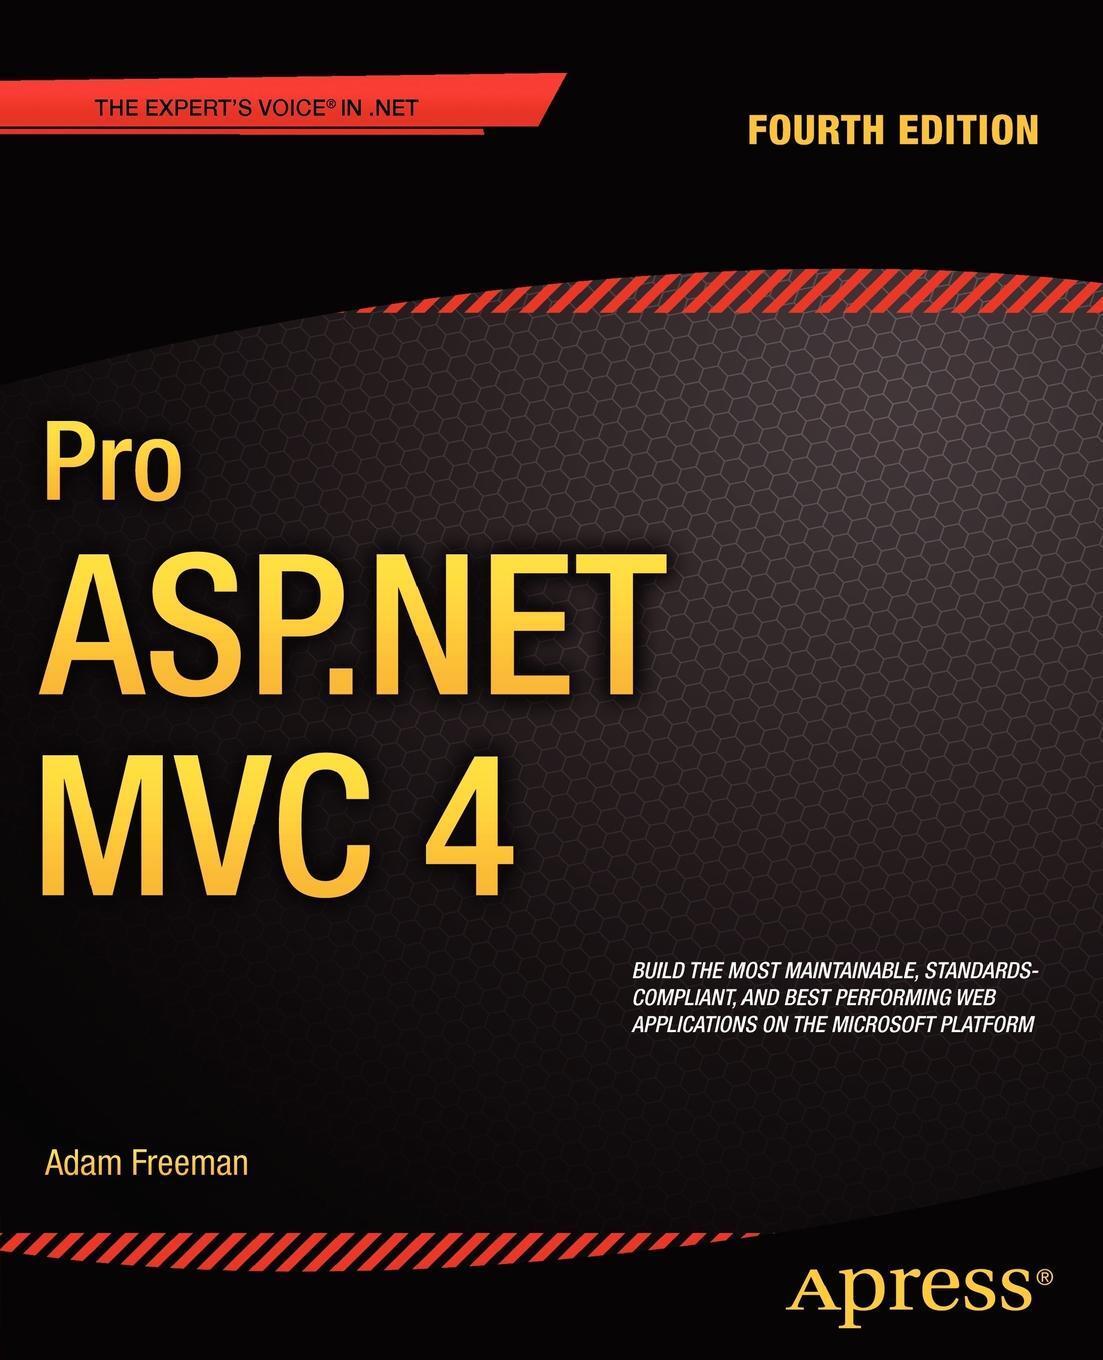 THE EXPERT'S VOICE® IN .NET
FOURTH EDITION
Pro
ASP.NET
MVC 4
BUILD THE MOST MAINTAINABLE, STANDARDS-
COMPLIANT, AND BEST PERFORMING WEB
APPLICATIONS ON THE MICROSOFT PLATFORM
Adam Freeman
Apress®